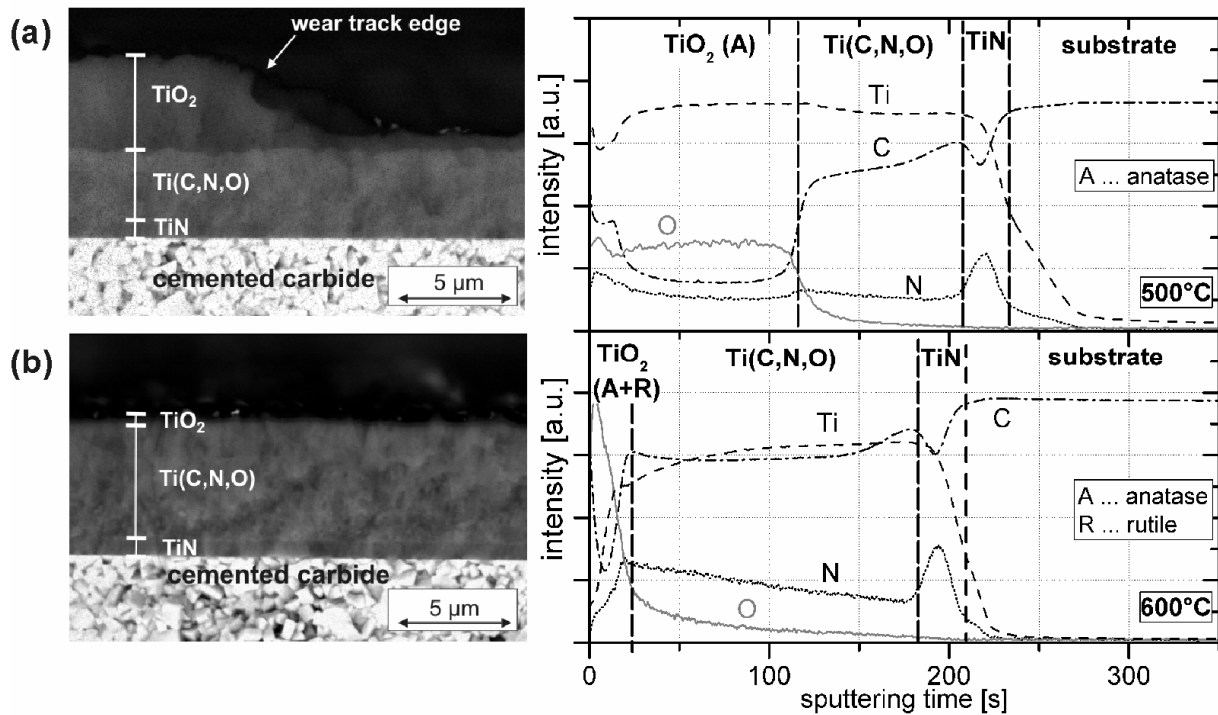 (a)
wear track edge
TiO2
Ti(C,N,O)
TiN
cemented carbide
5 µm
TiO2 (A)
Ti(C,N,O)
TiN
substrate
Ti
C
O
N
A ... anatase
500°C
intensity [a.u.]
(b)
TiO2
Ti(C,N,O)
TiN
cemented carbide
5 µm
TiO2
(A+R)
Ti(C,N,O)
TiN
substrate
Ti
C
N
O
A ... anatase
R ... rutile
600°C
intensity [a.u.]
0
100
200
300
sputtering time [s]